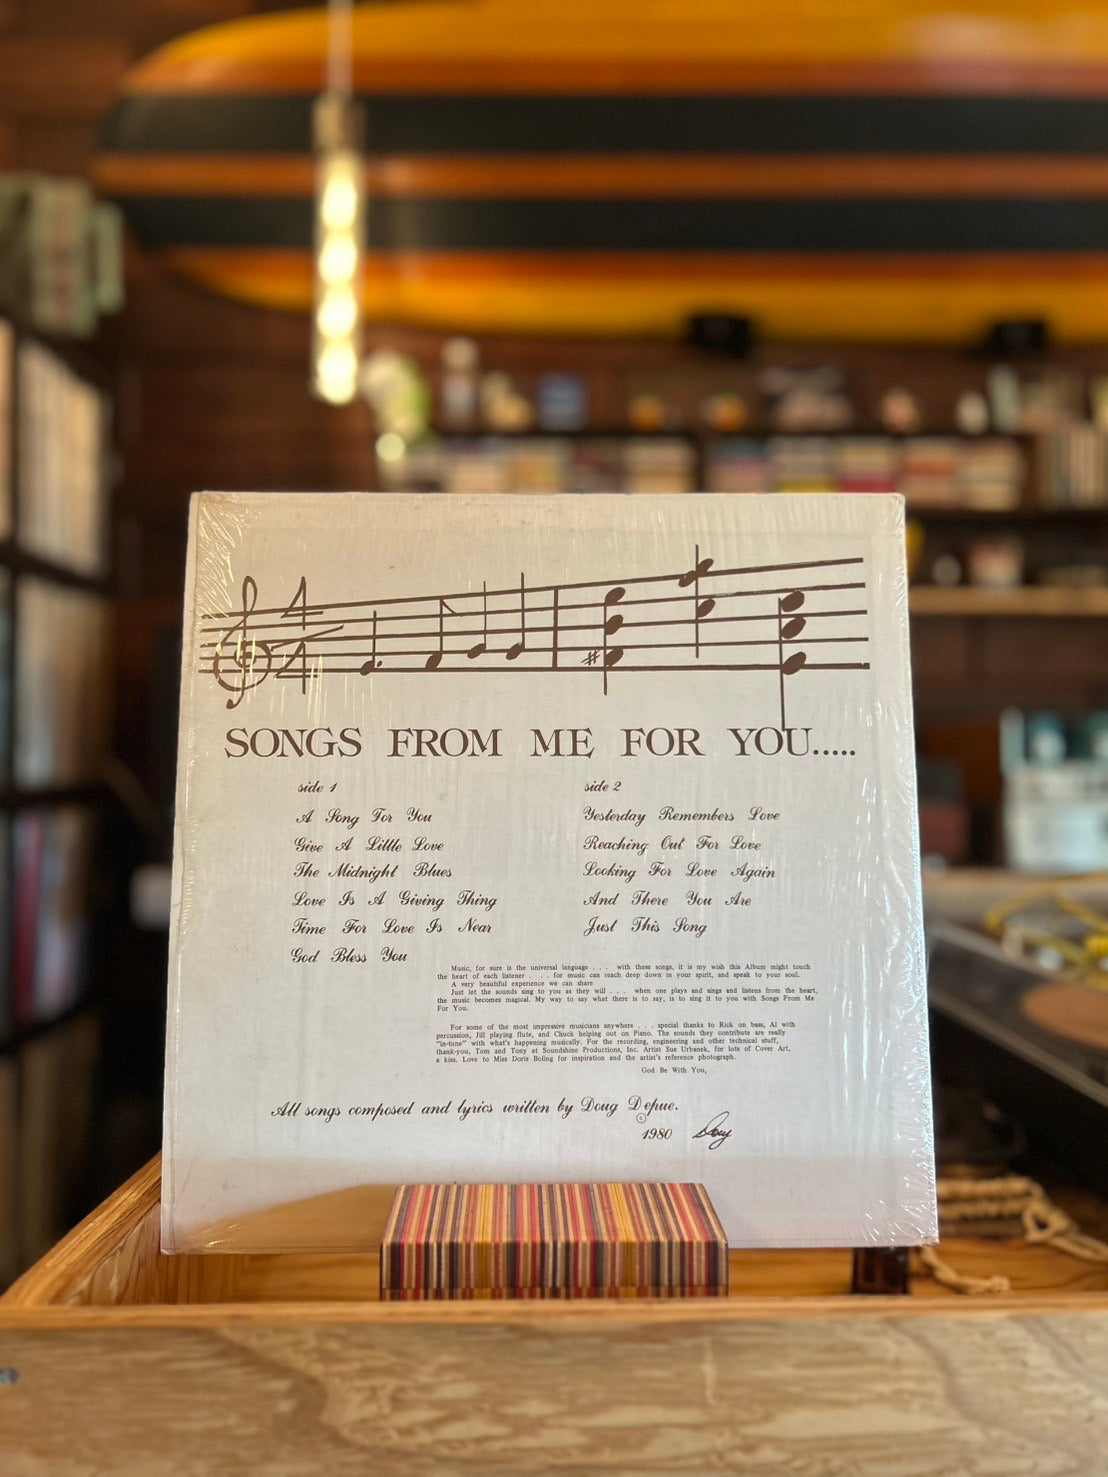 4
4
SONGS FROM ME FOR YOU.....
side 1
A Song For You
Give A Little Love
The Midnight Blues
Love Is A Giving Thing
Time For Love Is Near
God Bless You
side 2
Yesterday Remembers Love
Reaching Out For Love
Looking For Love Again
And There You Are
Just This Song
Music, for sure is the universal language . . . with these songs, it is my wish this Album might touch
the heart of each listener . . . . for music can reach deep down in your spirit, and speak to your soul.
A very beautiful experience we can share
Just let the sounds sing to you as they will . . . when one plays and sings and listens from the heart,
the music becomes magical. My way to say what there is to say, is to sing it to you with Songs From Me
For You.
For some of the most impressive musicians anywhere . . . special thanks to Rick on bass, Al with
percussion, Jill playing flute, and Chuck helping out on Piano. The sounds they contribute are really
"in-tune" with what's happening musically. For the recording, engineering and other technical stuff,
thank-you, Tom and Tony at Soundshine Productions, Inc. Artist Sue Urbanek, for lots of Cover Art,
a kiss. Love to Miss Doris Boling for inspiration and the artist's reference photograph.
God Be With You,
All songs composed and lyrics written by Doug Depue.
©
1980 Doug